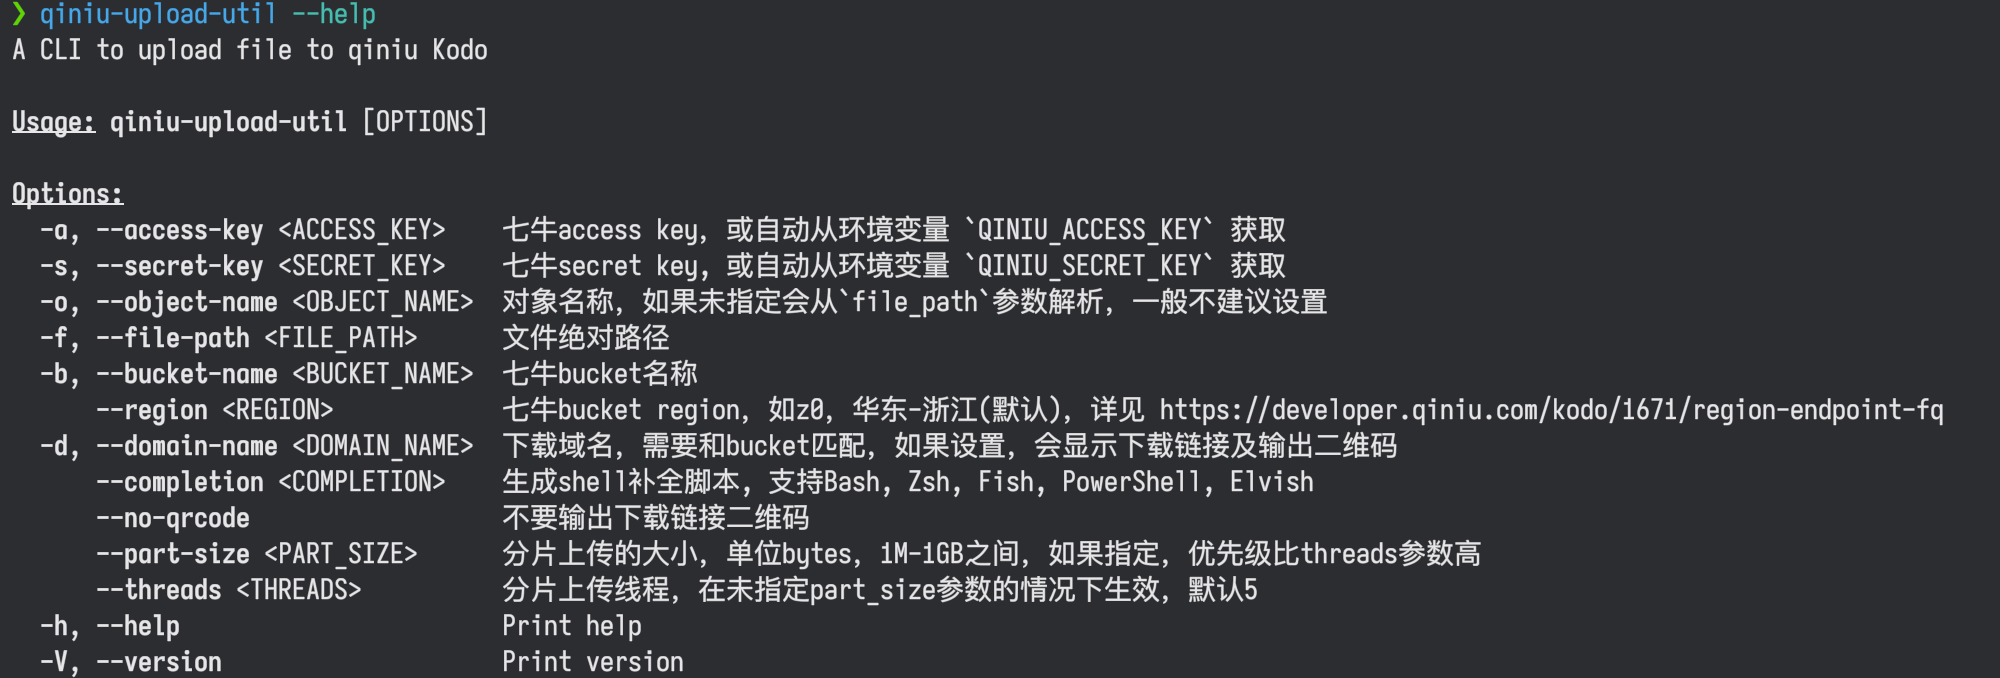 ❯ qiniu-upload-util --help
A CLI to upload file to qiniu Kodo

Usage: qiniu-upload-util [OPTIONS]

Options:
  -a, --access-key <ACCESS_KEY>    七牛access key，或自动从环境变量 `QINIU_ACCESS_KEY` 获取
  -s, --secret-key <SECRET_KEY>    七牛secret key，或自动从环境变量 `QINIU_SECRET_KEY` 获取
  -o, --object-name <OBJECT_NAME>  对象名称，如果未指定会从`file_path`参数解析，一般不建议设置
  -f, --file-path <FILE_PATH>      文件绝对路径
  -b, --bucket-name <BUCKET_NAME>  七牛bucket名称
      --region <REGION>            七牛bucket region，如z0，华东-浙江(默认)，详见 https://developer.qiniu.com/kodo/1671/region-endpoint-fq
  -d, --domain-name <DOMAIN_NAME>  下载域名，需要和bucket匹配，如果设置，会显示下载链接及输出二维码
      --completion <COMPLETION>    生成shell补全脚本, 支持Bash, Zsh, Fish, PowerShell, Elvish
      --no-qrcode                  不要输出下载链接二维码
      --part-size <PART_SIZE>      分片上传的大小，单位bytes，1M-1GB之间，如果指定，优先级比threads参数高
      --threads <THREADS>          分片上传线程，在未指定part_size参数的情况下生效，默认5
  -h, --help                       Print help
  -V, --version                    Print version